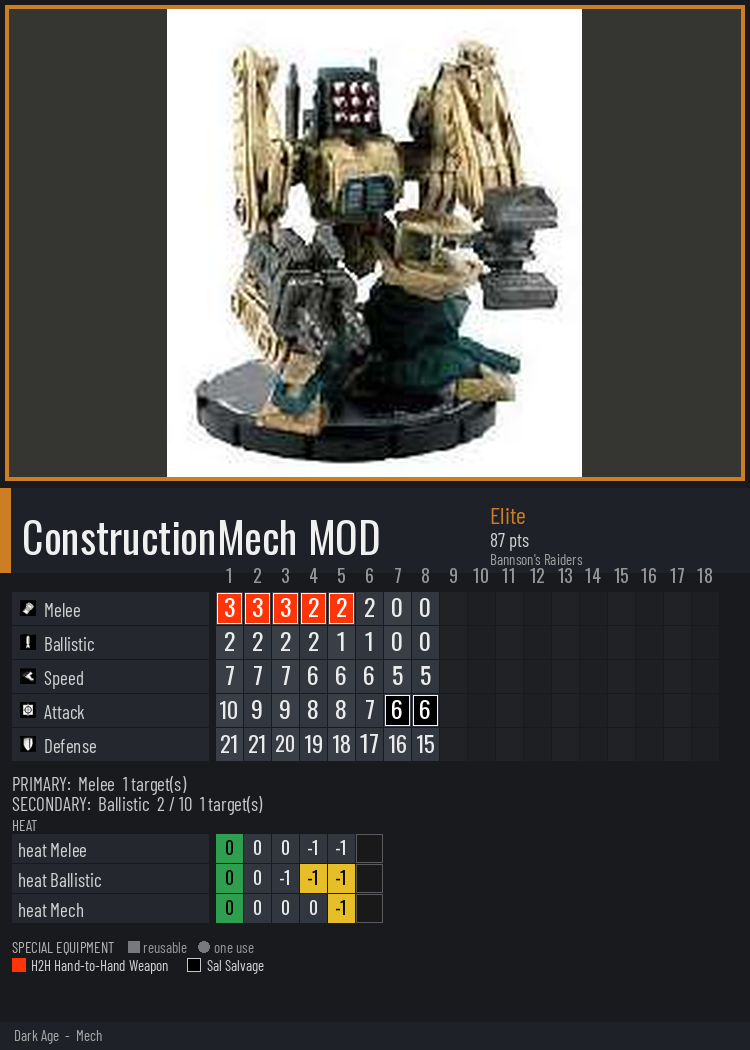 ConstructionMech MOD
Elite
87 pts
Bannson's Raiders
1 2 3 4 5 6 7 8 9 10 11 12 13 14 15 16 17 18
Melee 3 3 3 2 2 2 0 0
Ballistic 2 2 2 2 1 1 0 0
Speed 7 7 7 6 6 6 5 5
Attack 10 9 9 8 8 7 6 6
Defense 21 21 20 19 18 17 16 15
PRIMARY: Melee 1 target(s)
SECONDARY: Ballistic 2 / 10 1 target(s)
HEAT
heat Melee 0 0 0 -1 -1
heat Ballistic 0 0 -1 -1 -1
heat Mech 0 0 0 0 -1
SPECIAL EQUIPMENT reusable one use
H2H Hand-to-Hand Weapon Sal Salvage
Dark Age - Mech